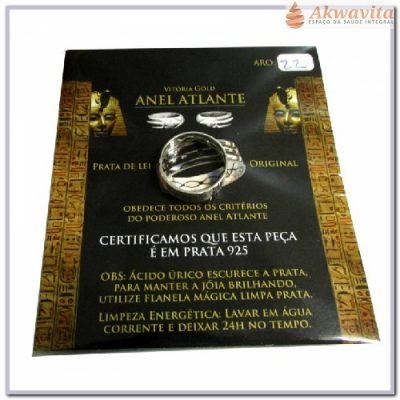 Akwavita
ESPAÇO DA SAÚDE INTEGRAL
ARO: 22
VITÓRIA GOLD
ANEL ATLANTE
PRATA DE LEI ORIGINAL
OBEDECE TODOS OS CRITÉRIOS
DO PODEROSO ANEL ATLANTE
CERTIFICAMOS QUE ESTA PEÇA
É EM PRATA 925
OBS: ÁCIDO ÚRICO ESCURECE A PRATA,
PARA MANTER A JÓIA BRILHANDO,
UTILIZE FLANELA MÁGICA LIMPA PRATA.
LIMPEZA ENERGÉTICA: LAVAR EM ÁGUA
CORRENTE E DEIXAR 24H NO TEMPO.